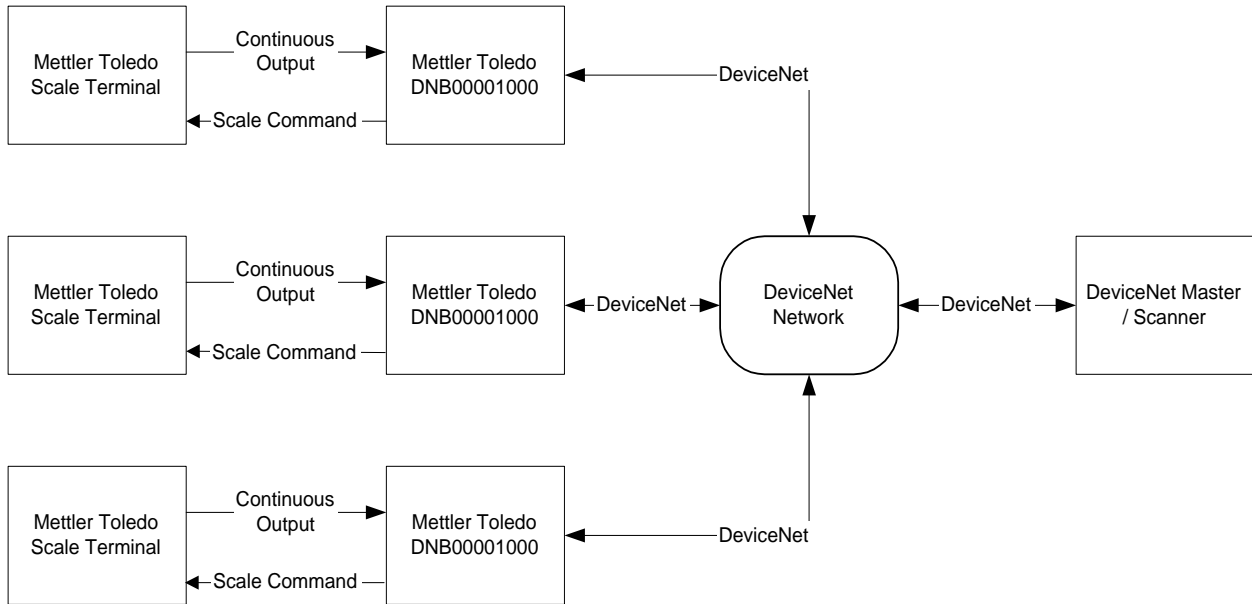 Mettler Toledo
Scale Terminal
Continuous
Output
Scale Command
Mettler Toledo
DNB00001000
DeviceNet
Mettler Toledo
Scale Terminal
Continuous
Output
Scale Command
Mettler Toledo
DNB00001000
DeviceNet
DeviceNet
Network
DeviceNet
DeviceNet Master
/ Scanner
Mettler Toledo
Scale Terminal
Continuous
Output
Scale Command
Mettler Toledo
DNB00001000
DeviceNet